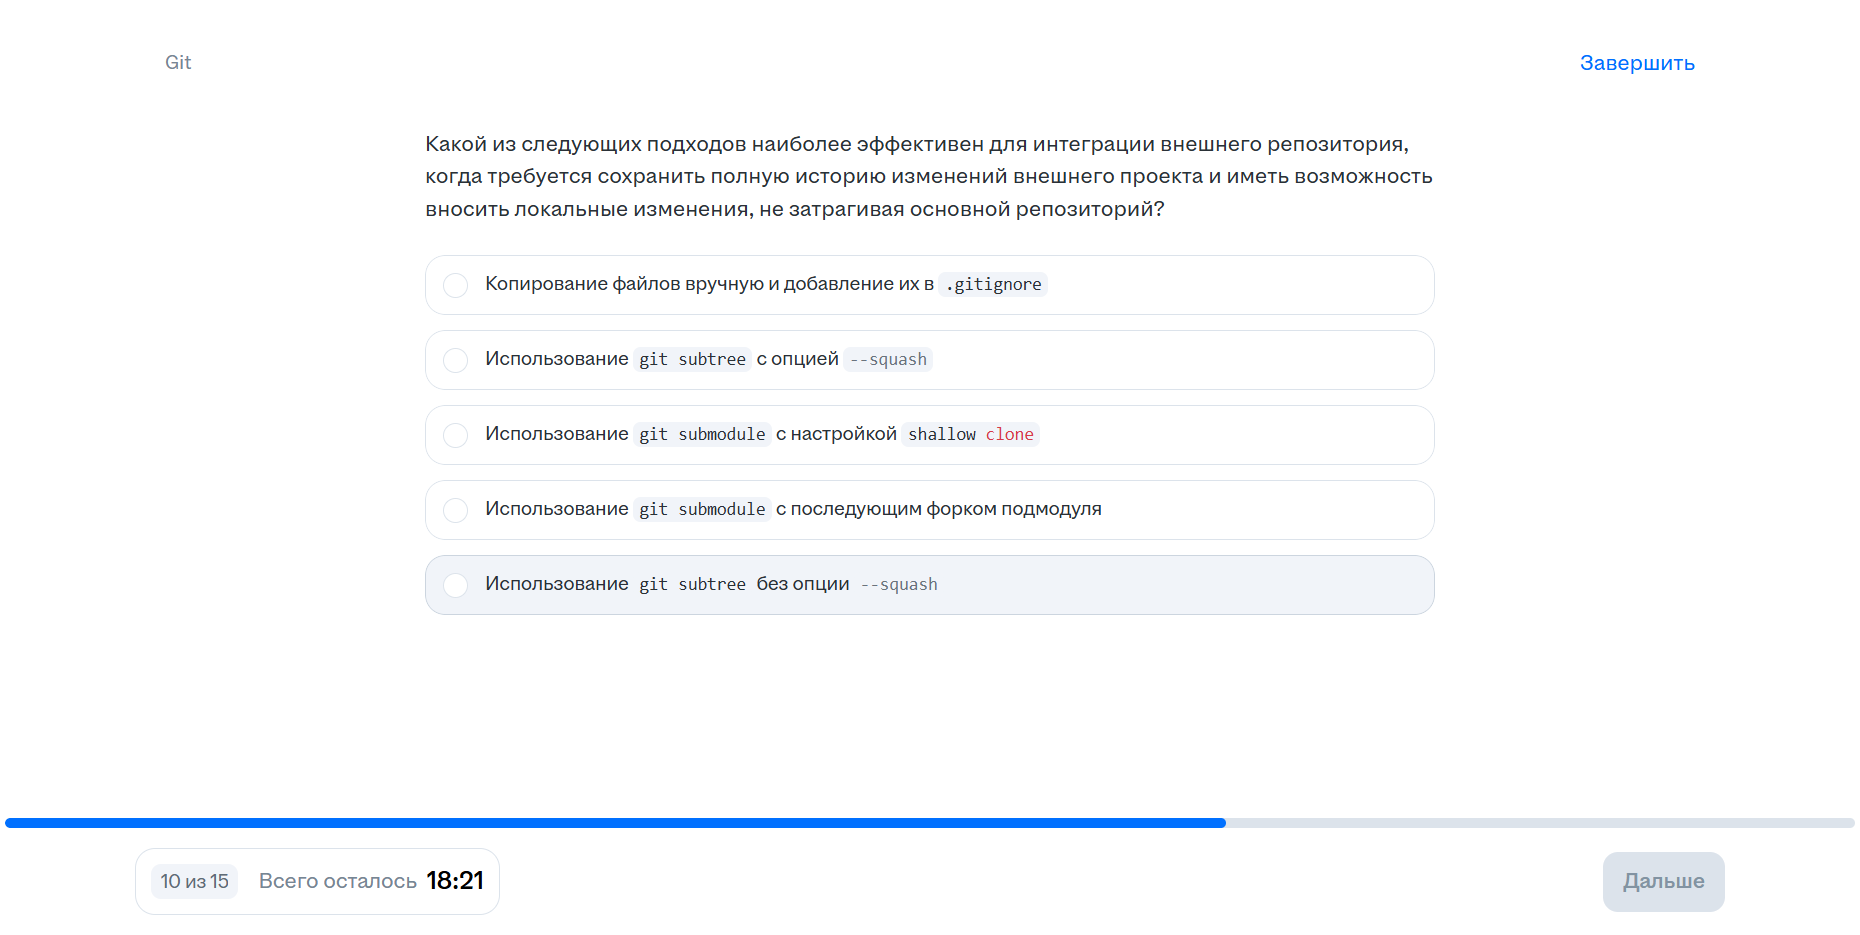 Git
Завершить
Какой из следующих подходов наиболее эффективен для интеграции внешнего репозитория,
когда требуется сохранить полную историю изменений внешнего проекта и иметь возможность
вносить локальные изменения, не затрагивая основной репозиторий?
Копирование файлов вручную и добавление их в .gitignore
Использование git subtree с опцией --squash
Использование git submodule с настройкой shallow clone
Использование git submodule с последующим форком подмодуля
Использование git subtree без опции --squash
10 из 15 Всего осталось 18:21
Дальше